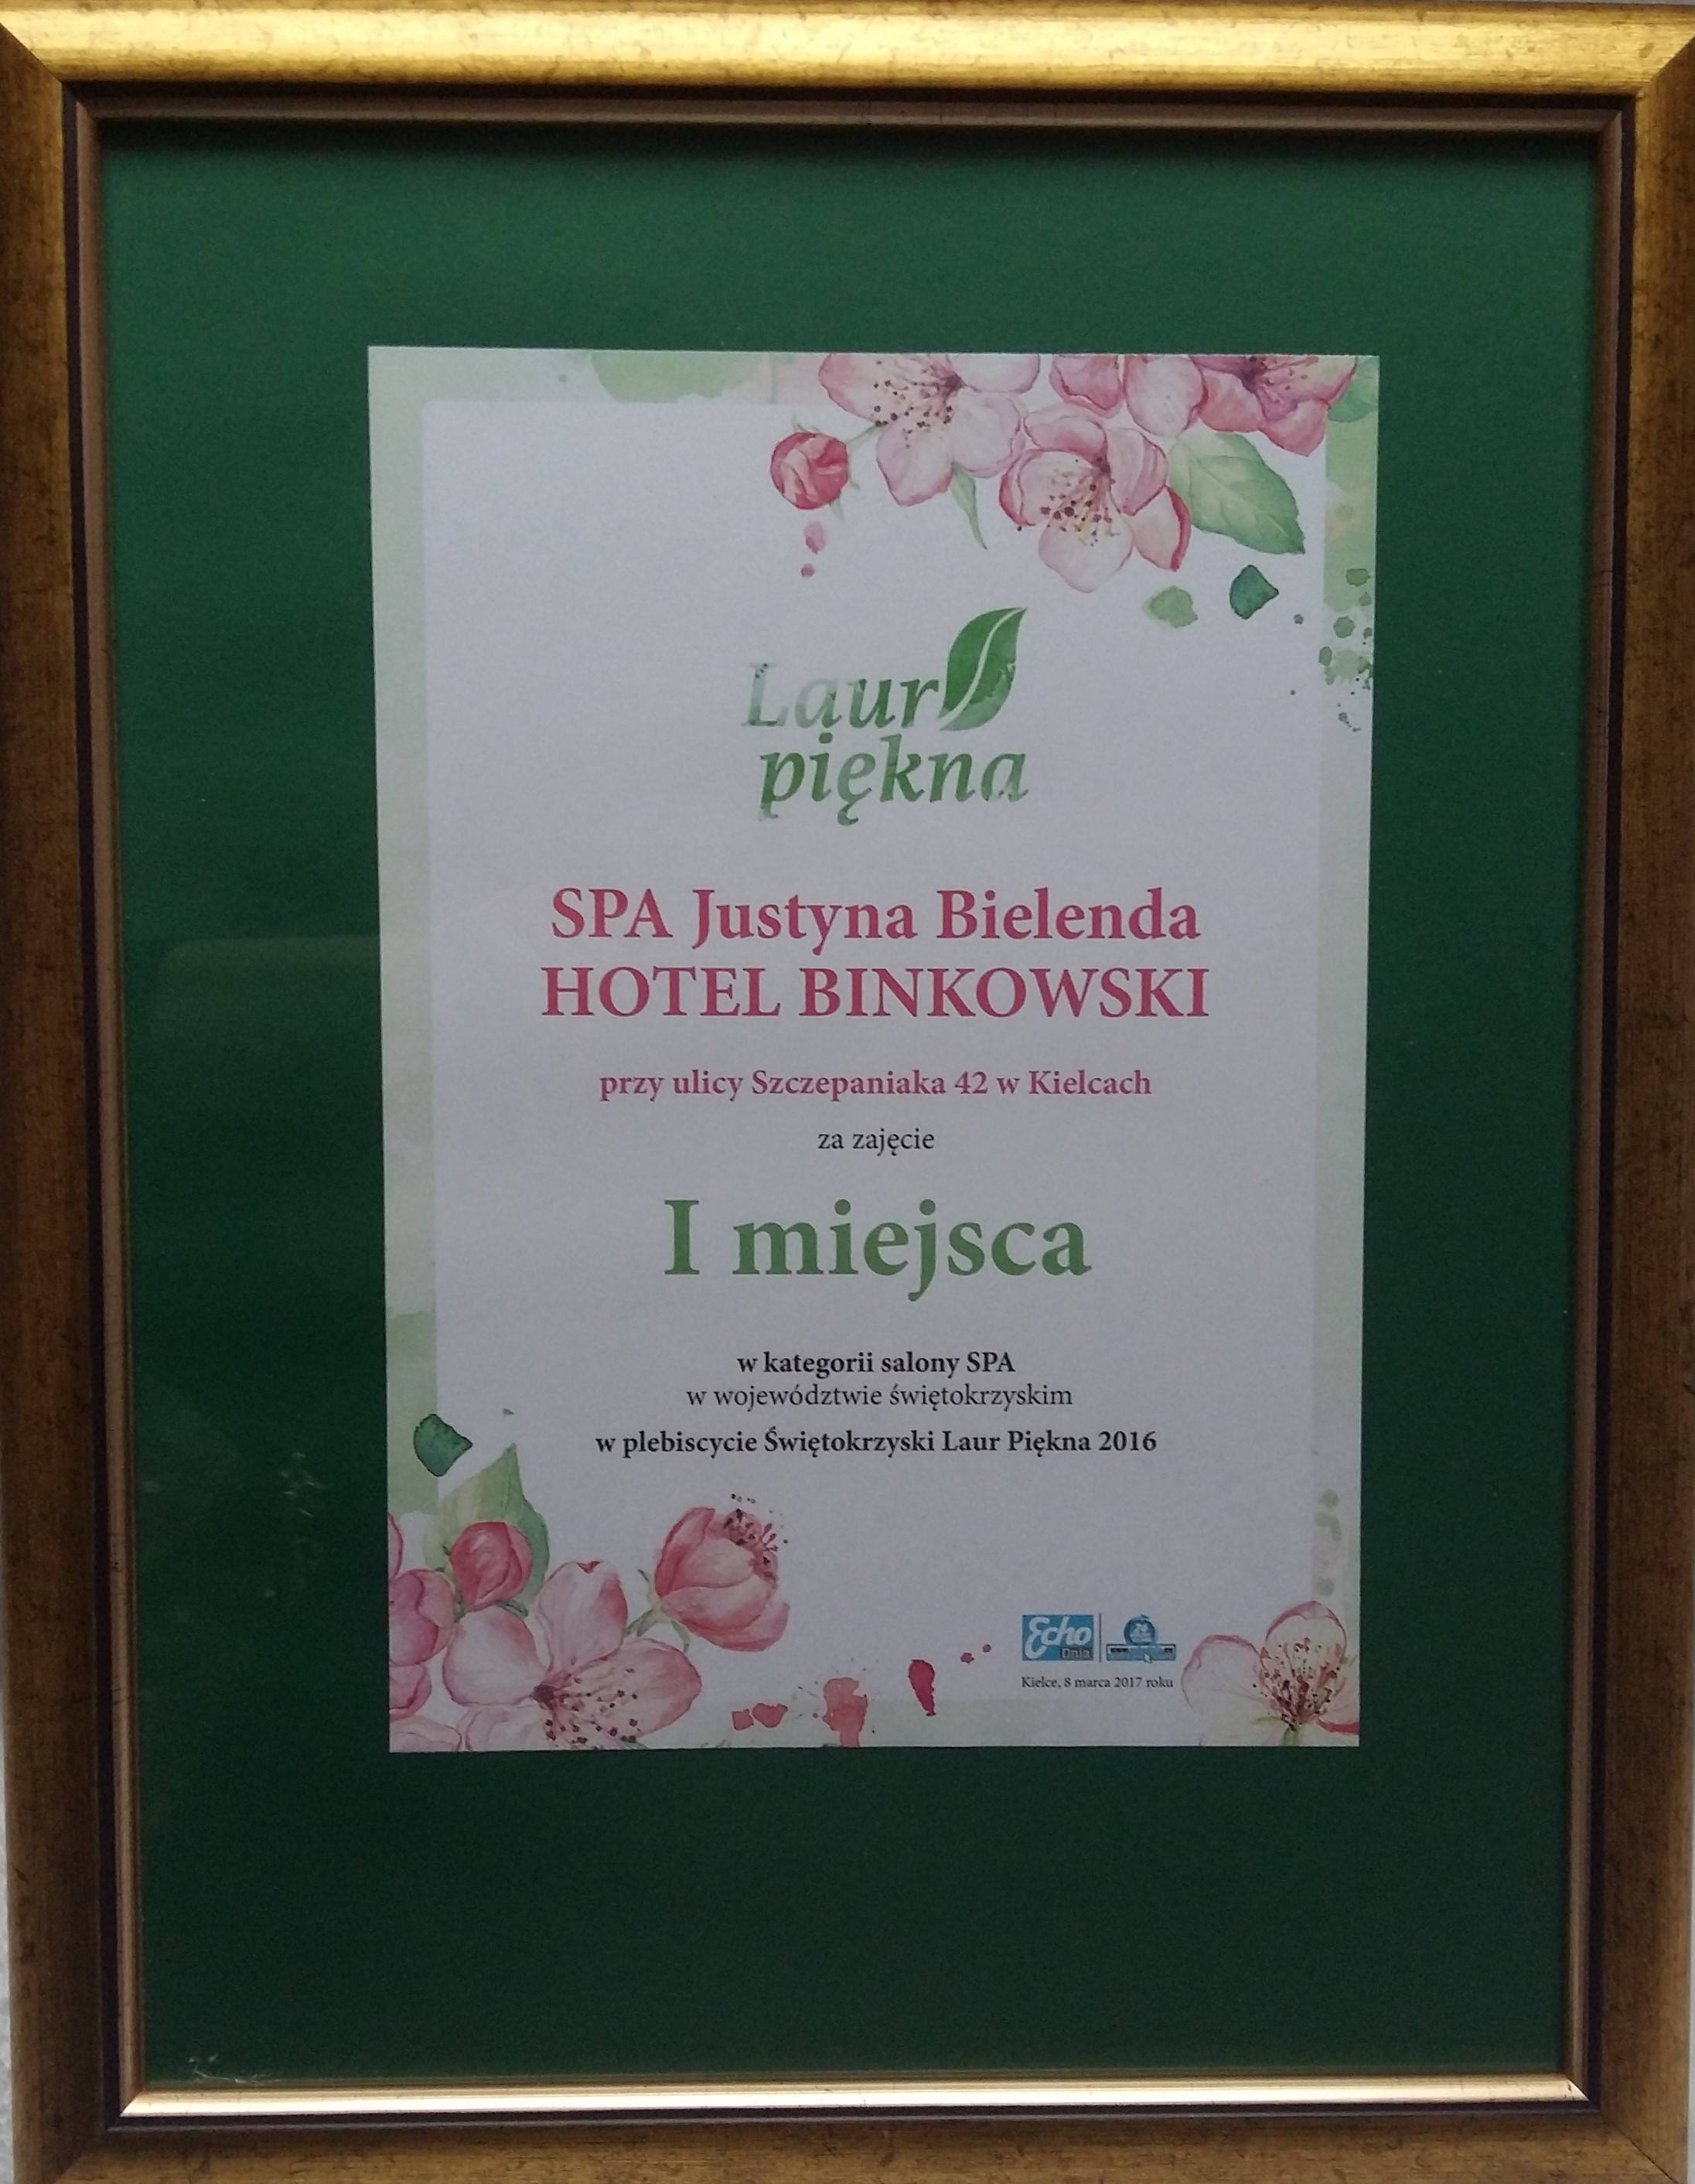 Laur
piękna
SPA Justyna Bielenda
HOTEL BINKOWSKI
przy ulicy Szczepaniaka 42 w Kielcach
za zajęcie
I miejsca
w kategorii salony SPA
w województwie świętokrzyskim
w plebiscycie Świętokrzyski Laur Piękna 2016
Echo
Dnia
Kielce, 8 marca 2017 roku